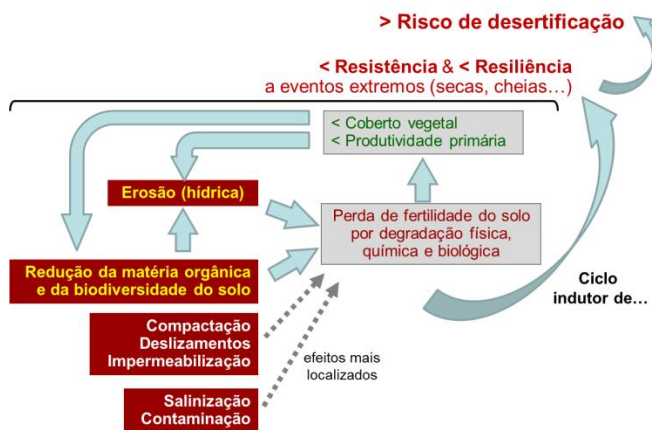 > Risco de desertificação
< Resistência & < Resiliência
a eventos extremos (secas, cheias…)
< Coberto vegetal
< Produtividade primária
Erosão (hídrica)
Perda de fertilidade do solo
por degradação física,
química e biológica
Redução da matéria orgânica
e da biodiversidade do solo
Ciclo
indutor de…
Compactação
Deslizamentos
Impermeabilização
efeitos mais
localizados
Salinização
Contaminação